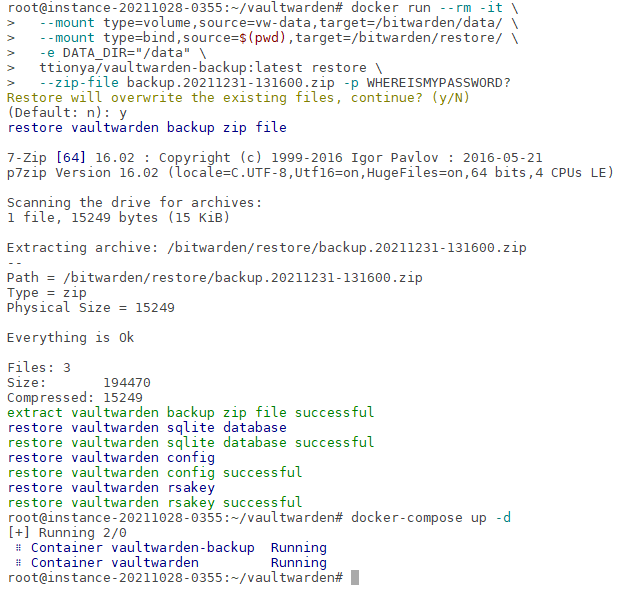 root@instance-20211028-0355:~/vaultwarden# docker run --rm -it \
>   --mount type=volume,source=vw-data,target=/bitwarden/data/ \
>   --mount type=bind,source=$(pwd),target=/bitwarden/restore/ \
>   -e DATA_DIR="/data" \
>   ttionya/vaultwarden-backup:latest restore \
>   --zip-file backup.20211231-131600.zip -p WHEREISMYPASSWORD?
Restore will overwrite the existing files, continue? (y/N)
(Default: n): y
restore vaultwarden backup zip file

7-Zip [64] 16.02 : Copyright (c) 1999-2016 Igor Pavlov : 2016-05-21
p7zip Version 16.02 (locale=C.UTF-8,Utf16=on,HugeFiles=on,64 bits,4 CPUs LE)

Scanning the drive for archives:
1 file, 15249 bytes (15 KiB)

Extracting archive: /bitwarden/restore/backup.20211231-131600.zip
--
Path = /bitwarden/restore/backup.20211231-131600.zip
Type = zip
Physical Size = 15249

Everything is Ok

Files: 3
Size:       194470
Compressed: 15249
extract vaultwarden backup zip file successful
restore vaultwarden sqlite database
restore vaultwarden sqlite database successful
restore vaultwarden config
restore vaultwarden config successful
restore vaultwarden rsakey
restore vaultwarden rsakey successful
root@instance-20211028-0355:~/vaultwarden# docker-compose up -d
[+] Running 2/0
 ⠿ Container vaultwarden-backup  Running
 ⠿ Container vaultwarden         Running
root@instance-20211028-0355:~/vaultwarden#